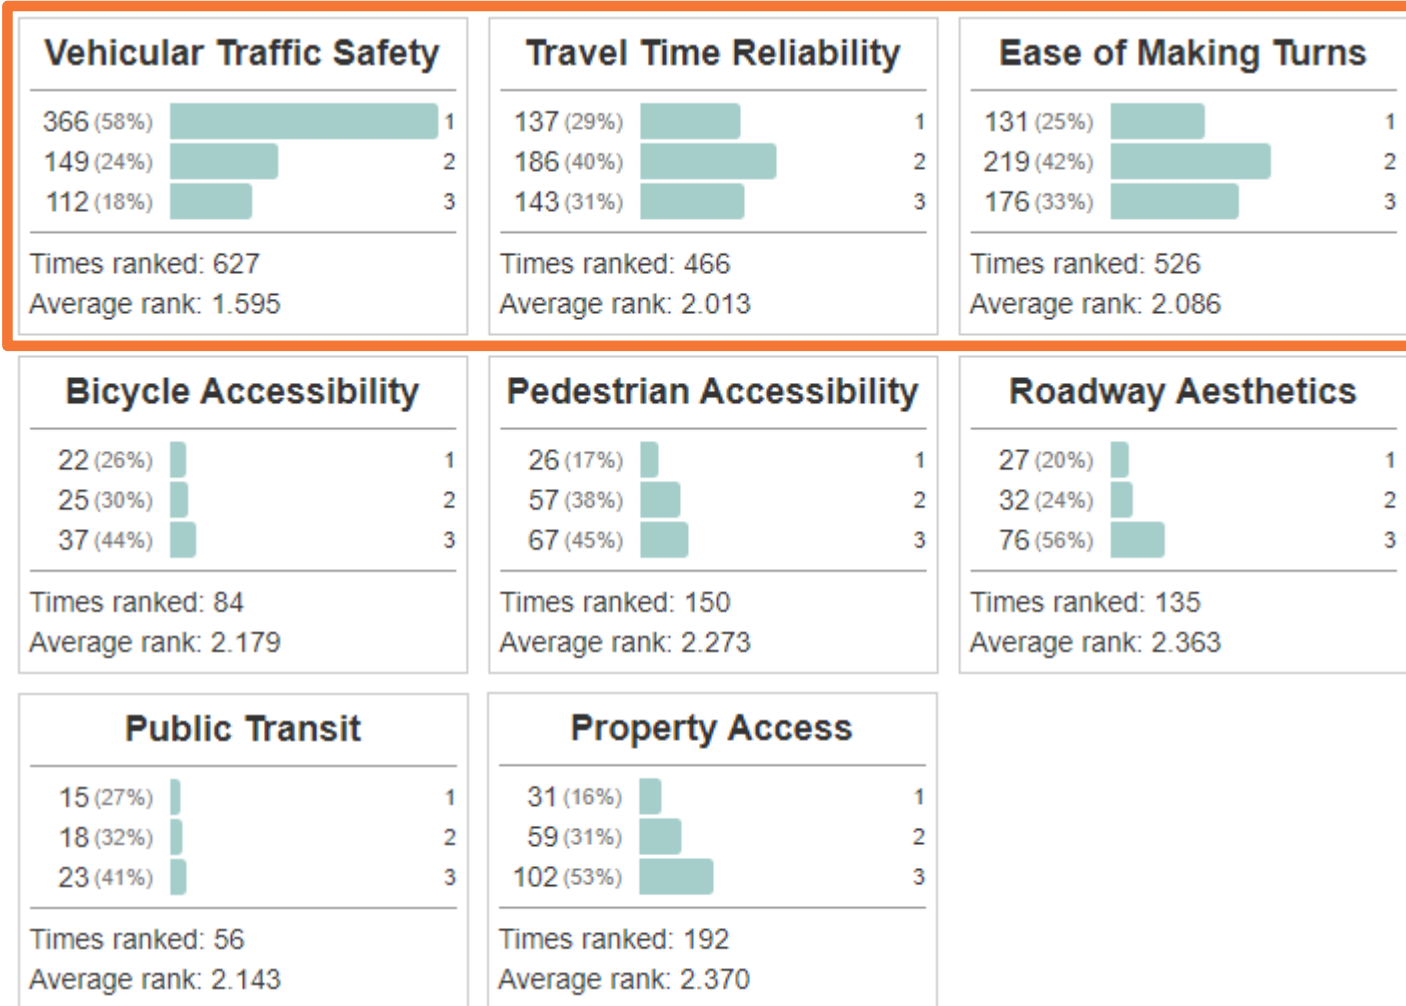 Vehicular Traffic Safety
366 (58%) 1
149 (24%) 2
112 (18%) 3
Times ranked: 627
Average rank: 1.595
Travel Time Reliability
137 (29%) 1
186 (40%) 2
143 (31%) 3
Times ranked: 466
Average rank: 2.013
Ease of Making Turns
131 (25%) 1
219 (42%) 2
176 (33%) 3
Times ranked: 526
Average rank: 2.086
Bicycle Accessibility
22 (26%) 1
25 (30%) 2
37 (44%) 3
Times ranked: 84
Average rank: 2.179
Pedestrian Accessibility
26 (17%) 1
57 (38%) 2
67 (45%) 3
Times ranked: 150
Average rank: 2.273
Roadway Aesthetics
27 (20%) 1
32 (24%) 2
76 (56%) 3
Times ranked: 135
Average rank: 2.363
Public Transit
15 (27%) 1
18 (32%) 2
23 (41%) 3
Times ranked: 56
Average rank: 2.143
Property Access
31 (16%) 1
59 (31%) 2
102 (53%) 3
Times ranked: 192
Average rank: 2.370